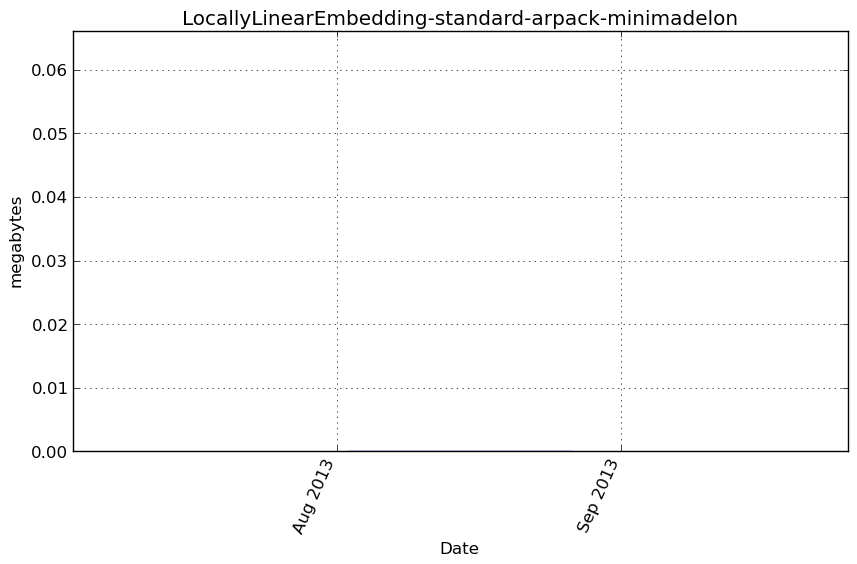 LocallyLinearEmbedding-standard-arpack-minimadelon
0.06
0.05
0.04
0.03
0.02
0.01
0.00
megabytes
Aug 2013
Sep 2013
Date